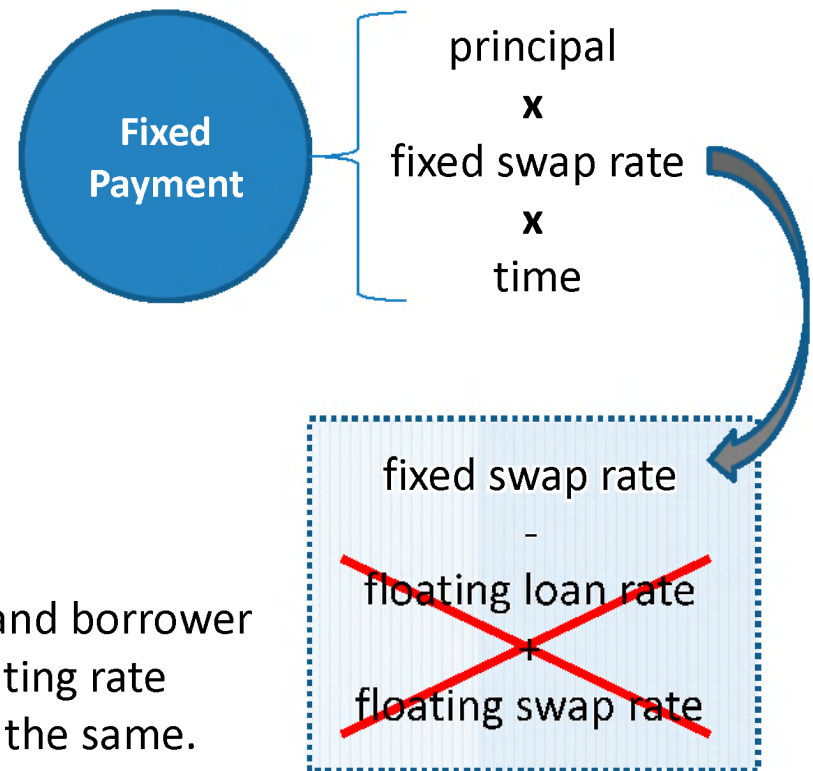 Fixed
Payment
principal
x
fixed swap rate
x
time
fixed swap rate
-
floating loan rate
+
floating swap rate
and borrower
ting rate
the same.